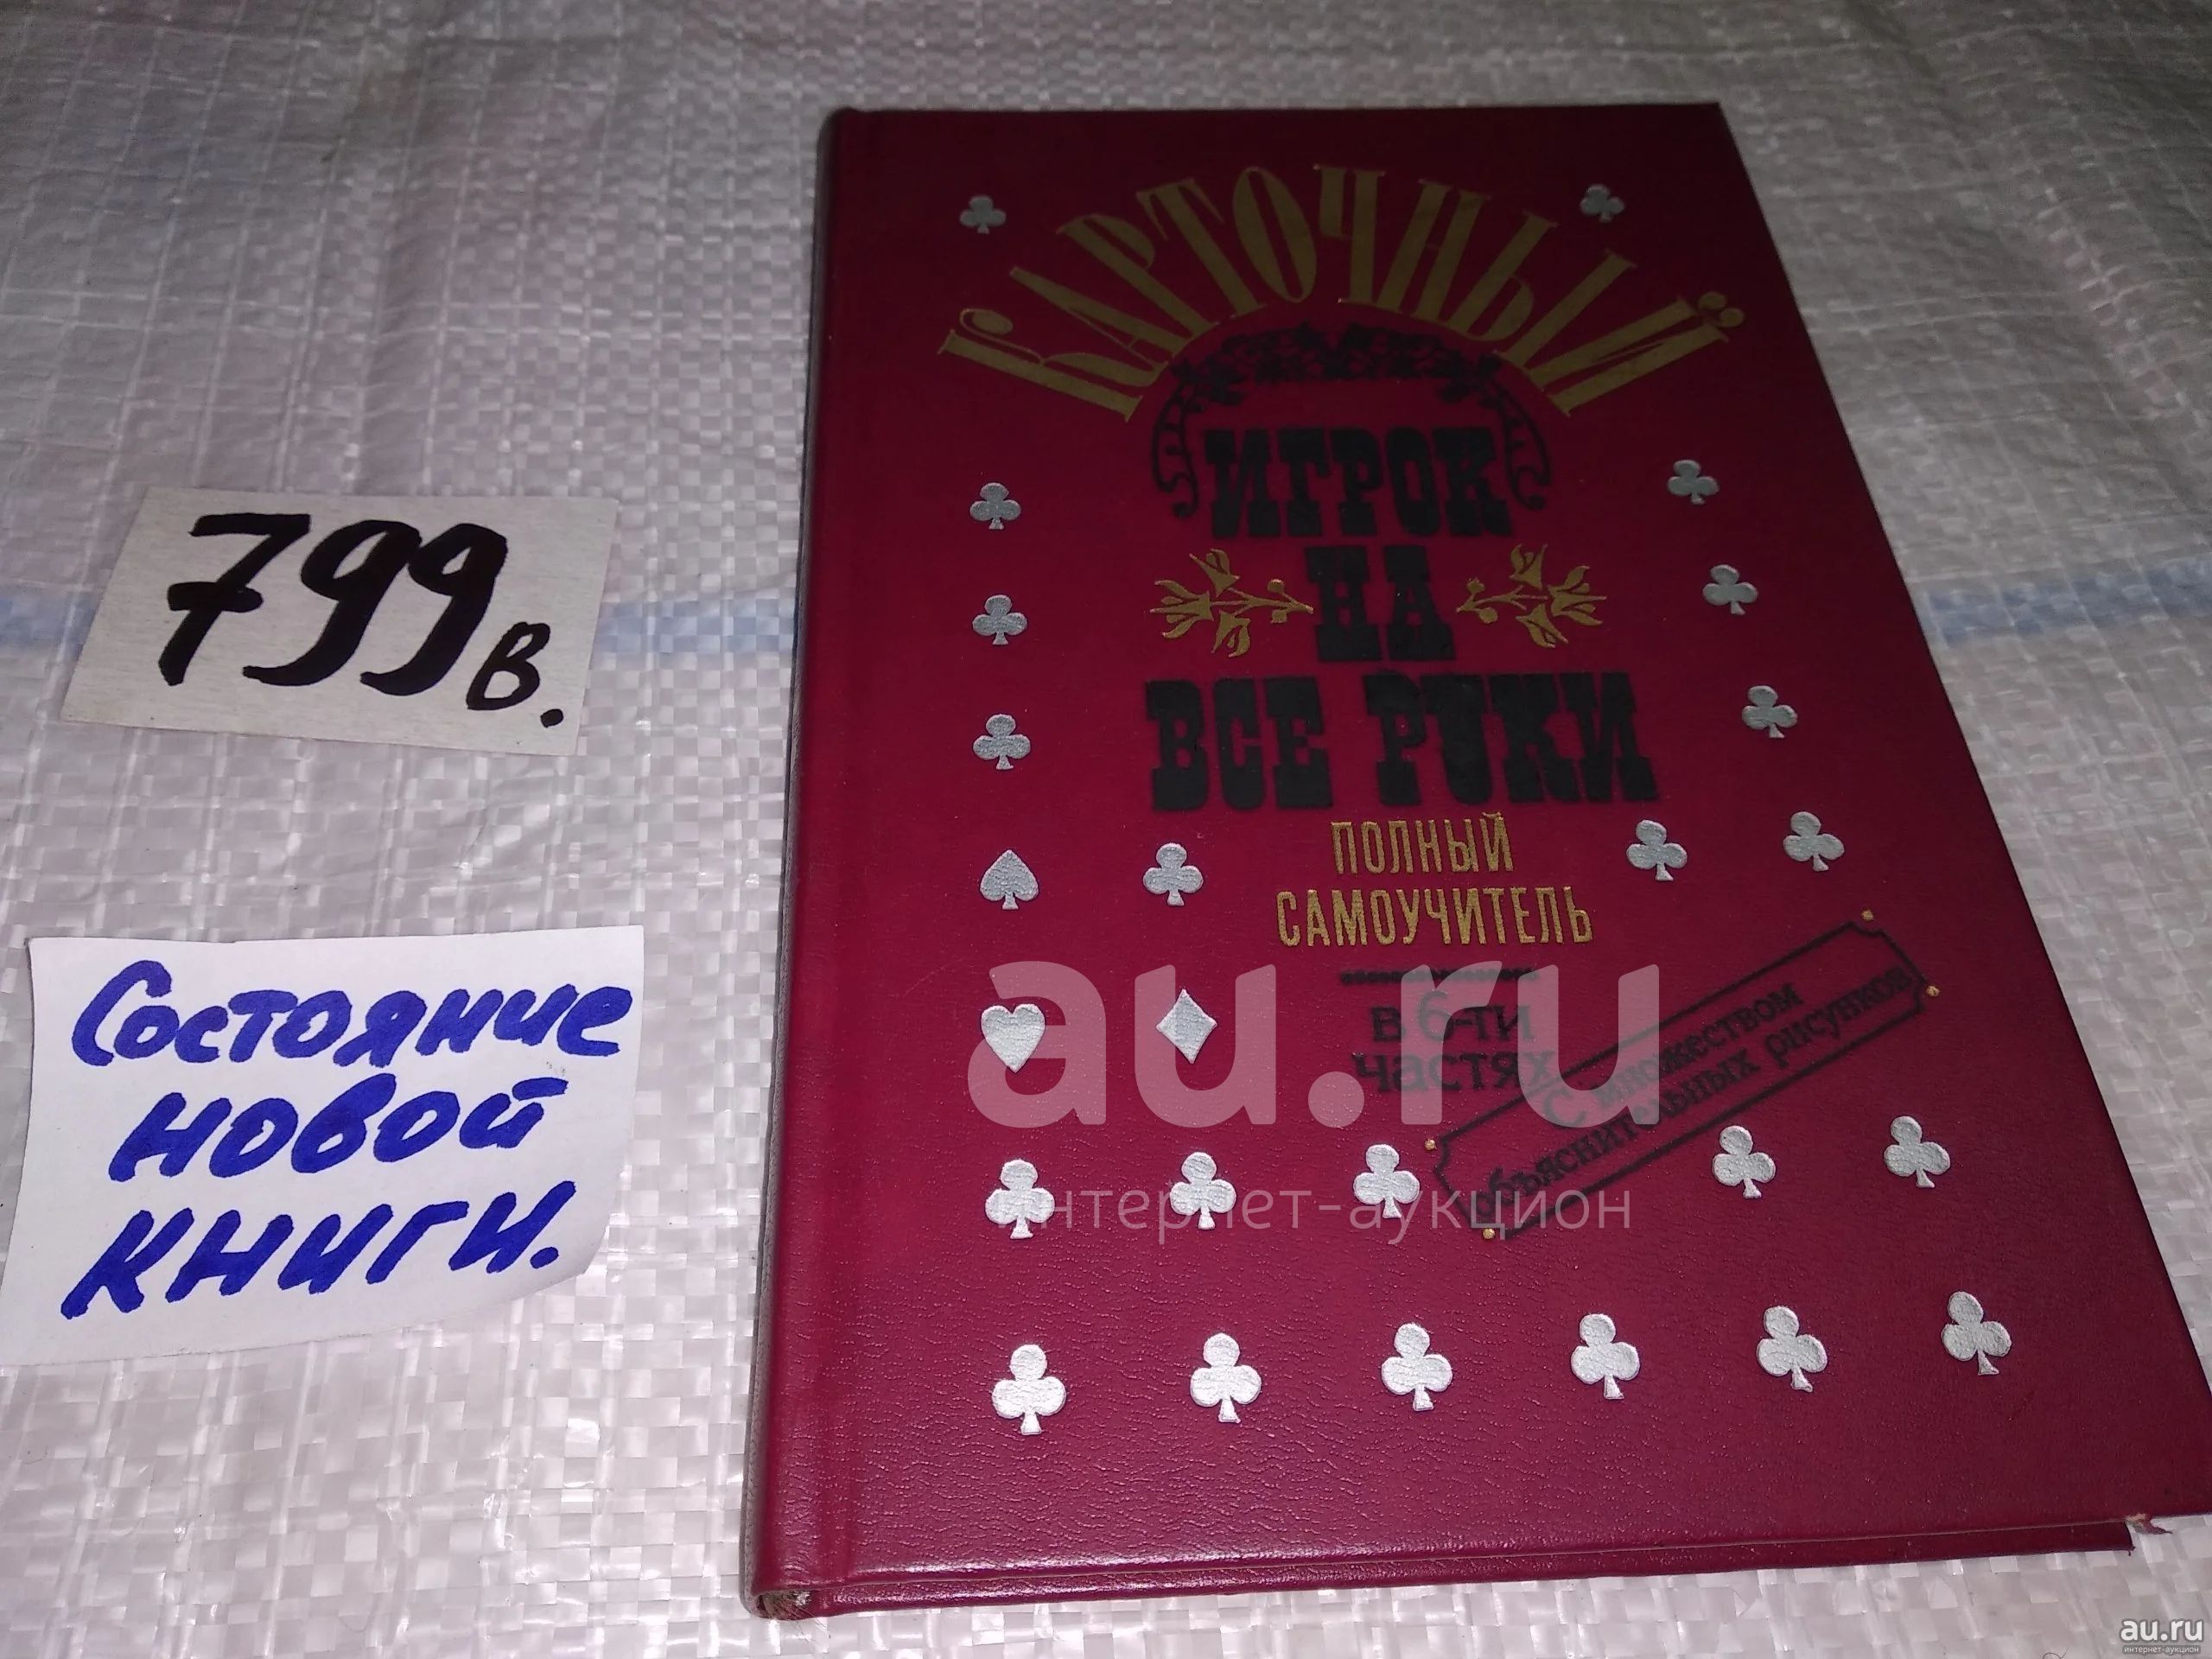 КАРТОЧНЫЙ
ИГРОК
НА
ВСЕ РУКИ
ПОЛНЫЙ
САМОУЧИТЕЛЬ
в 6-ти
частях
С множеством
объяснительных рисунков
799в.
Состояние
новой
книги.
au.ru
интернет-аукцион
au.ru
интернет-аукцион